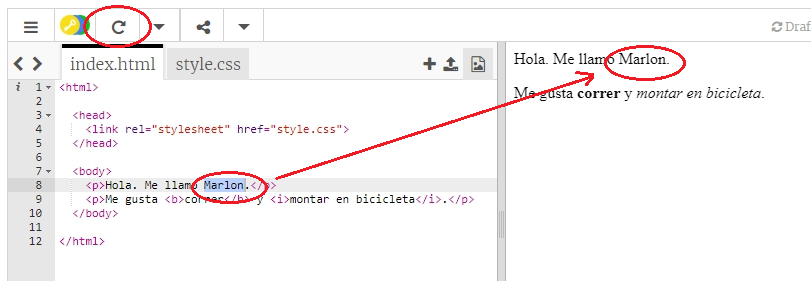 Draf
index.html style.css
i 1 <html>
2
3 <head>
4 <link rel="stylesheet" href="style.css">
5 </head>
6
7 <body>
8 <p>Hola. Me llamo Marlon.</p>
9 <p>Me gusta <b>correr</b> y <i>montar en bicicleta</i>.</p>
10 </body>
11
12 </html>
Hola. Me llamo Marlon.
Me gusta correr y montar en bicicleta.